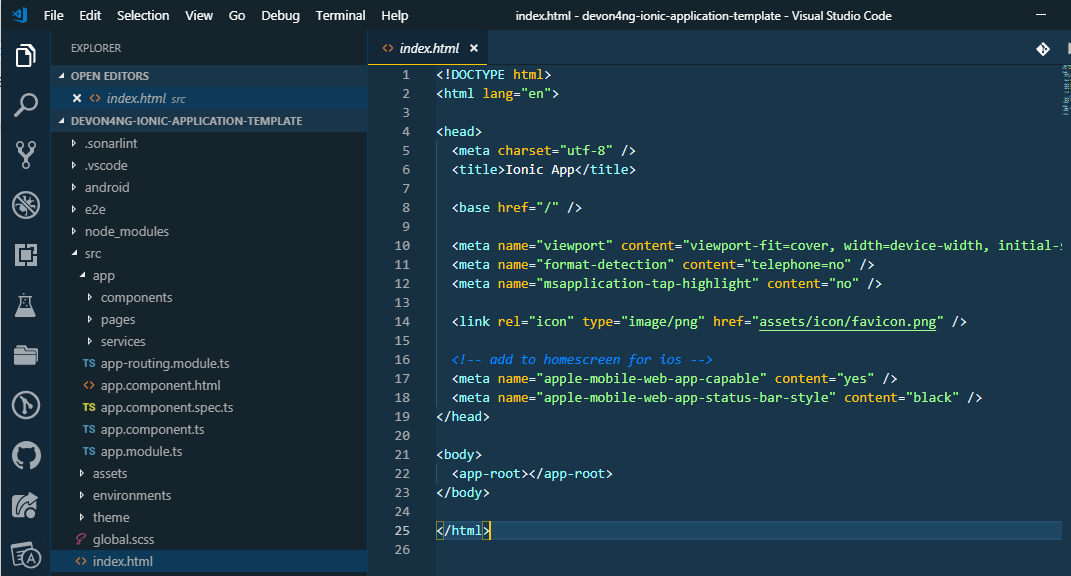 File Edit Selection View Go Debug Terminal Help index.html - devon4ng-ionic-application-template - Visual Studio Code
EXPLORER
OPEN EDITORS
index.html src
DEVON4NG-IONIC-APPLICATION-TEMPLATE
.sonarlint
.vscode
android
e2e
node_modules
src
app
components
pages
services
TS app-routing.module.ts
<> app.component.html
TS app.component.spec.ts
TS app.component.ts
TS app.module.ts
assets
environments
theme
global.scss
<> index.html
<> index.html
1 <!DOCTYPE html>
2 <html lang="en">
3
4 <head>
5 <meta charset="utf-8" />
6 <title>Ionic App</title>
7
8 <base href="/" />
9
10 <meta name="viewport" content="viewport-fit=cover, width=device-width, initial-
11 <meta name="format-detection" content="telephone=no" />
12 <meta name="msapplication-tap-highlight" content="no" />
13
14 <link rel="icon" type="image/png" href="assets/icon/favicon.png" />
15
16 <!-- add to homescreen for ios -->
17 <meta name="apple-mobile-web-app-capable" content="yes" />
18 <meta name="apple-mobile-web-app-status-bar-style" content="black" />
19 </head>
20
21 <body>
22 <app-root></app-root>
23 </body>
24
25 </html>
26